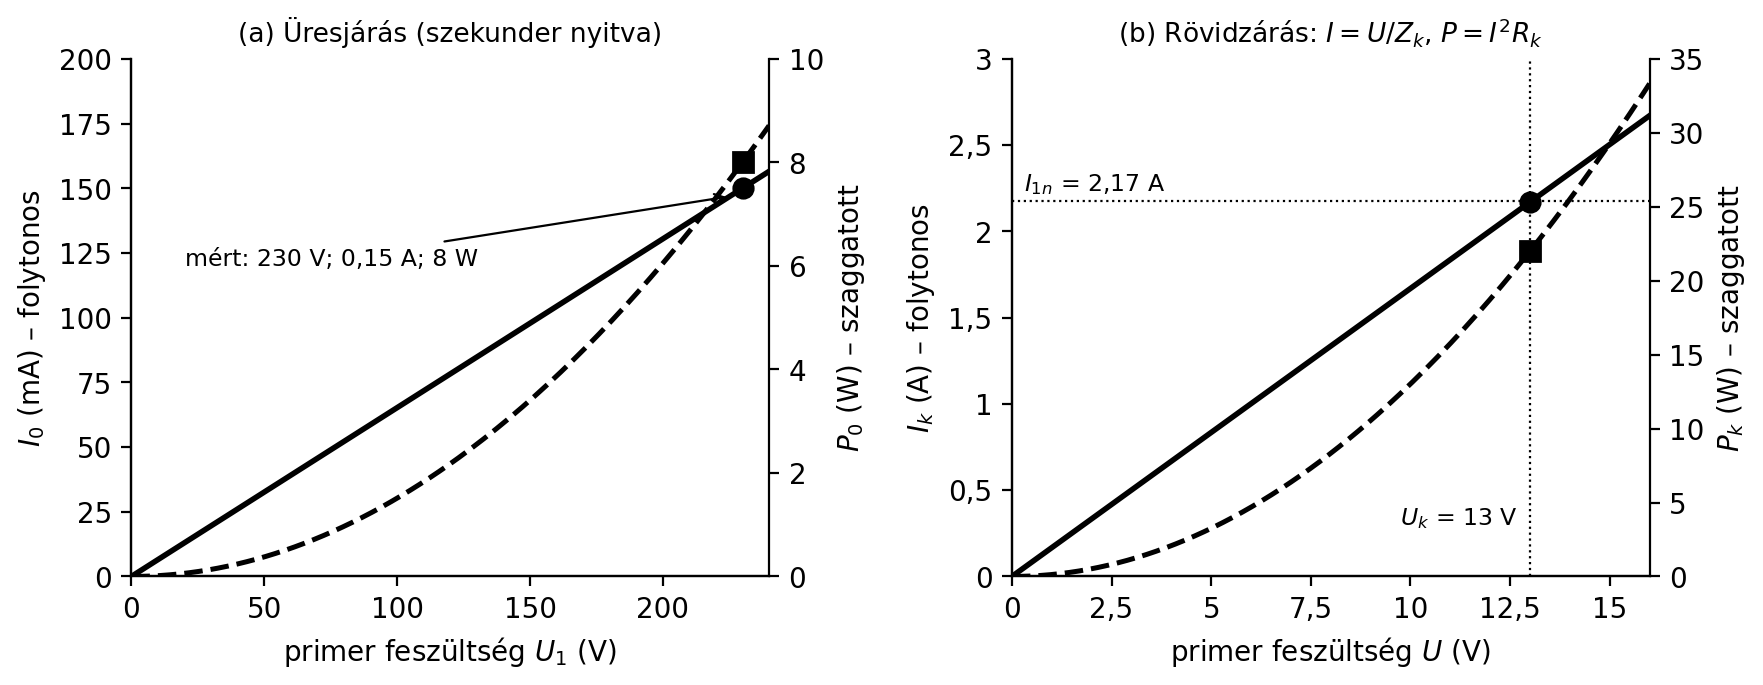 (a) Üresjárás (szekunder nyitva)
200
175
150
125
100
75
50
25
0
I₀ (mA) – folytonos
10
8
6
4
2
0
P₀ (W) – szaggatott
mért: 230 V; 0,15 A; 8 W
0 50 100 150 200
primer feszültség U₁ (V)
(b) Rövidzárás: I = U/Zₖ, P = I²Rₖ
3
2,5
2
1,5
1
0,5
0
Iₖ (A) – folytonos
35
30
25
20
15
10
5
0
Pₖ (W) – szaggatott
I₁ₙ = 2,17 A
Uₖ = 13 V
0 2,5 5 7,5 10 12,5 15
primer feszültség U (V)